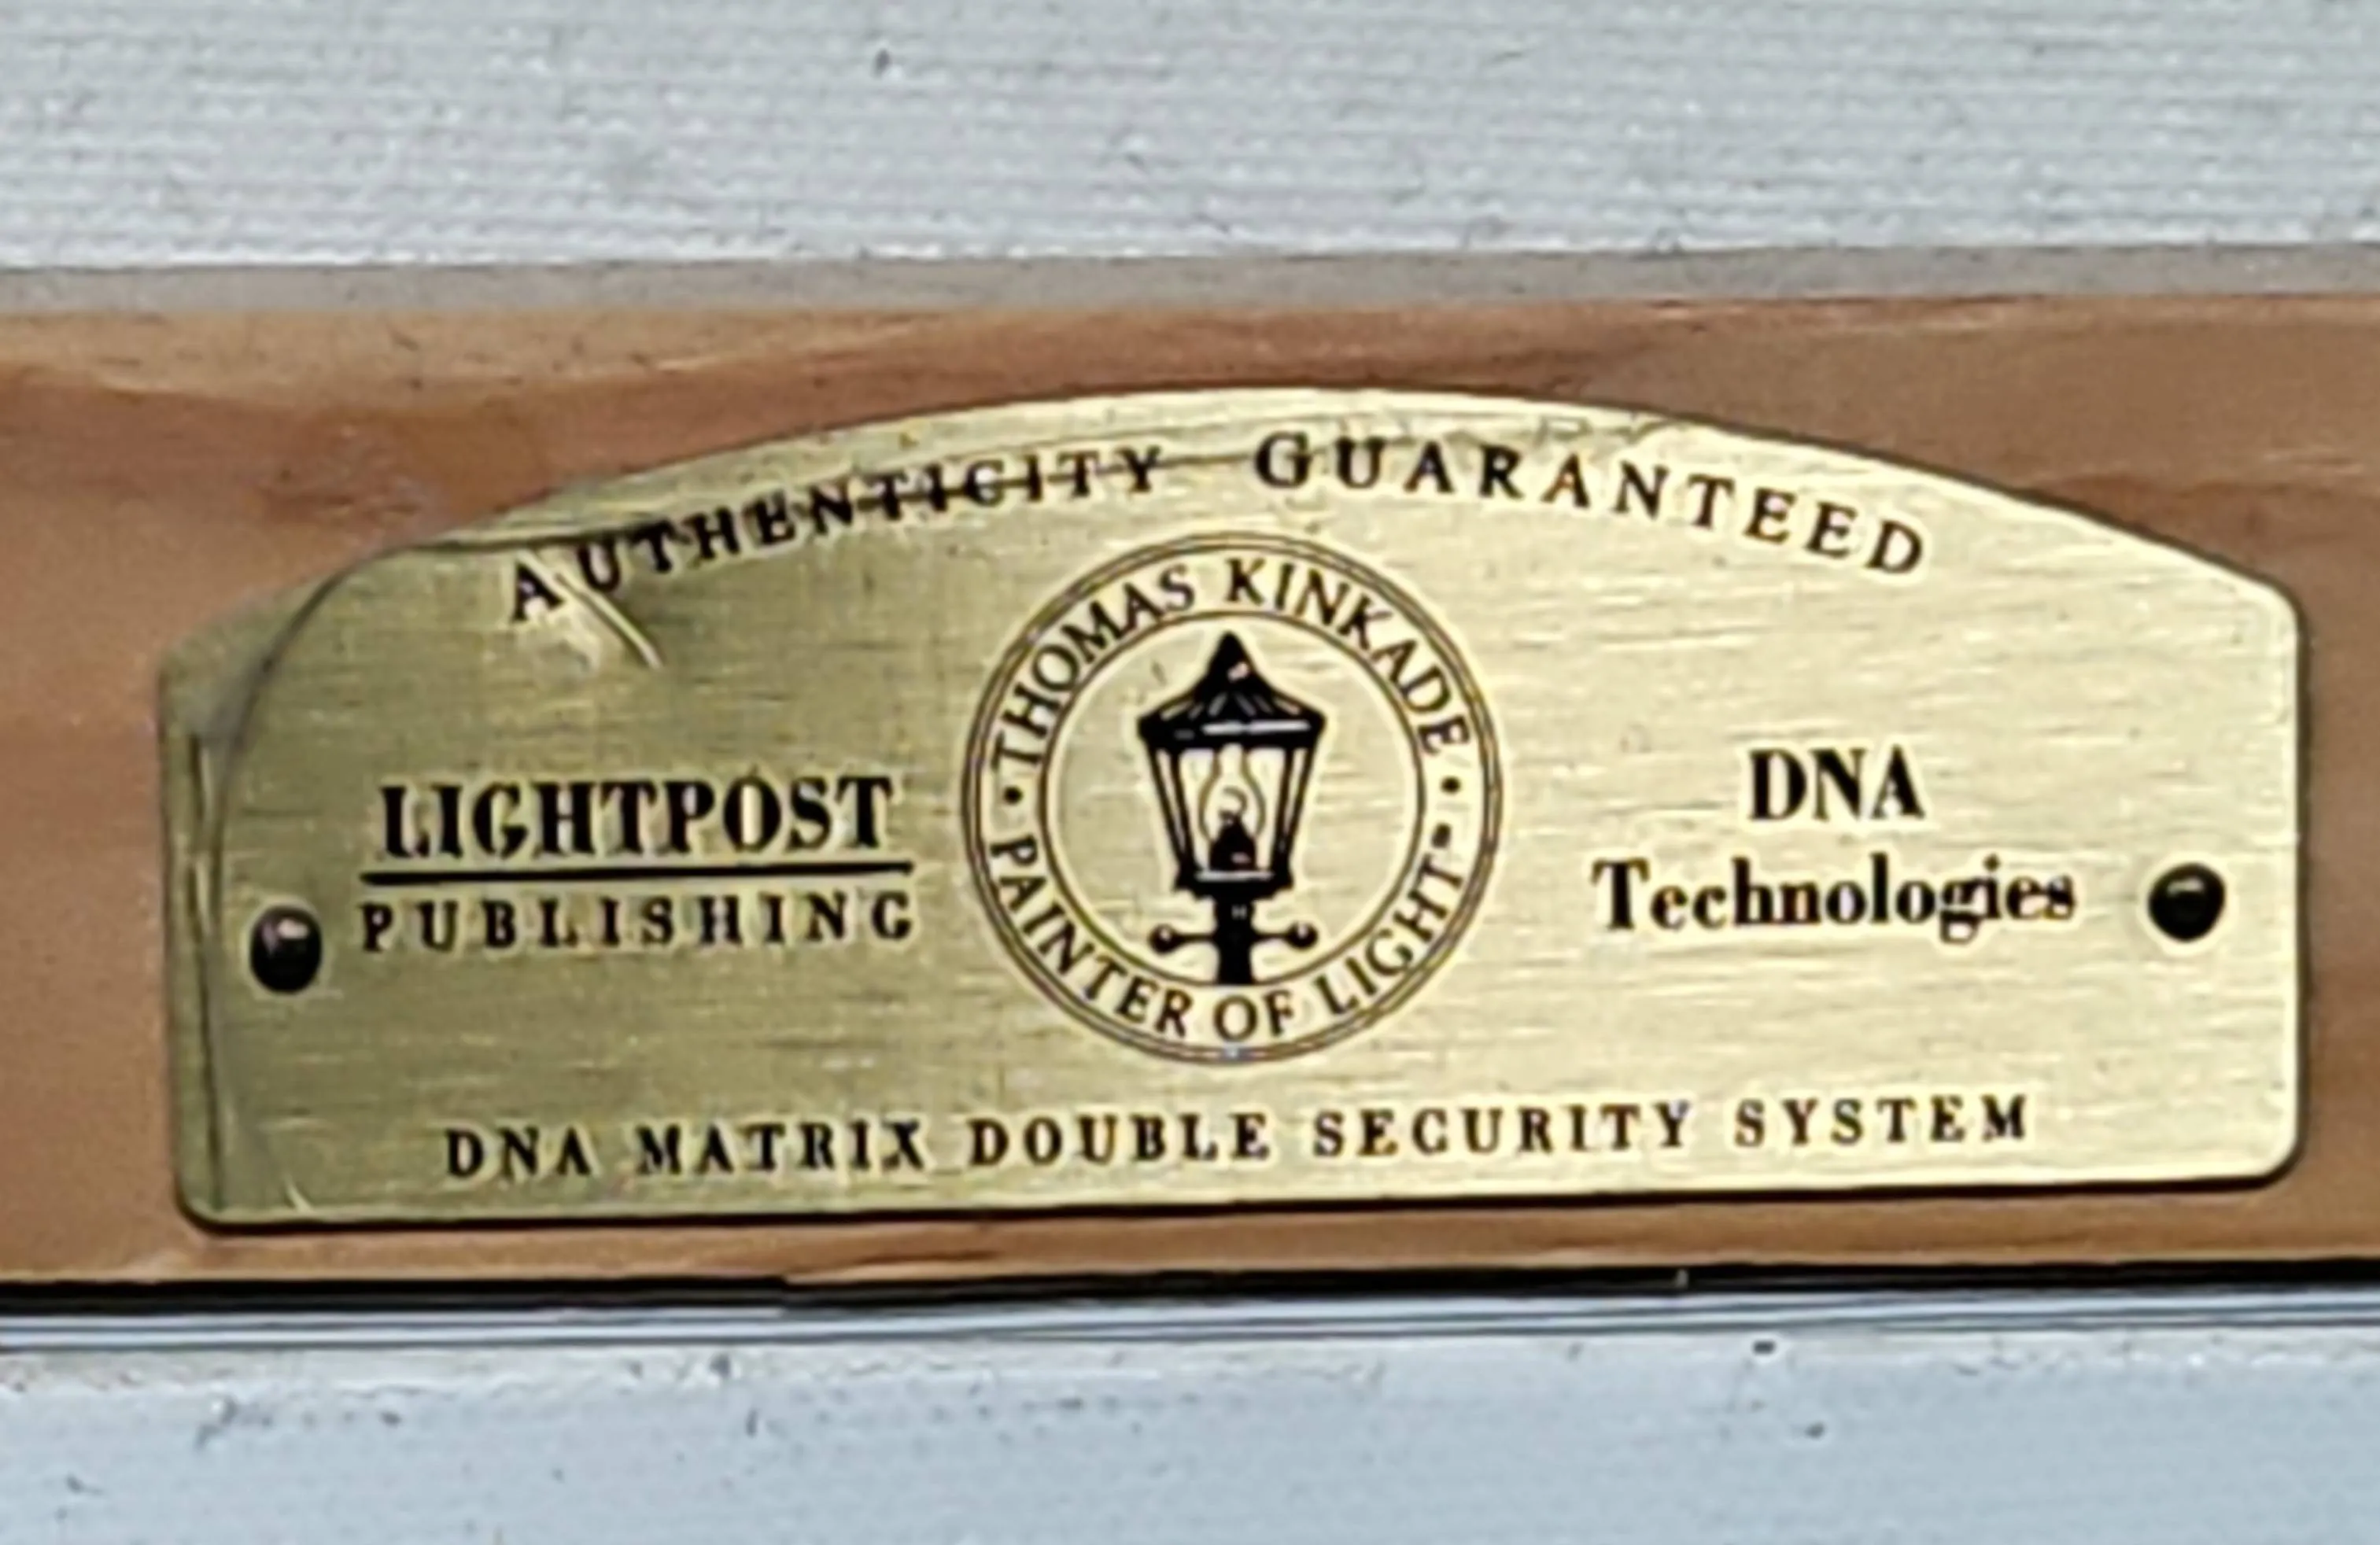 AUTHENTICITY GUARANTEED
LIGHTPOST
PUBLISHING
· THOMAS KINKADE ·
PAINTER OF LIGHT
DNA
Technologies
DNA MATRIX DOUBLE SECURITY SYSTEM